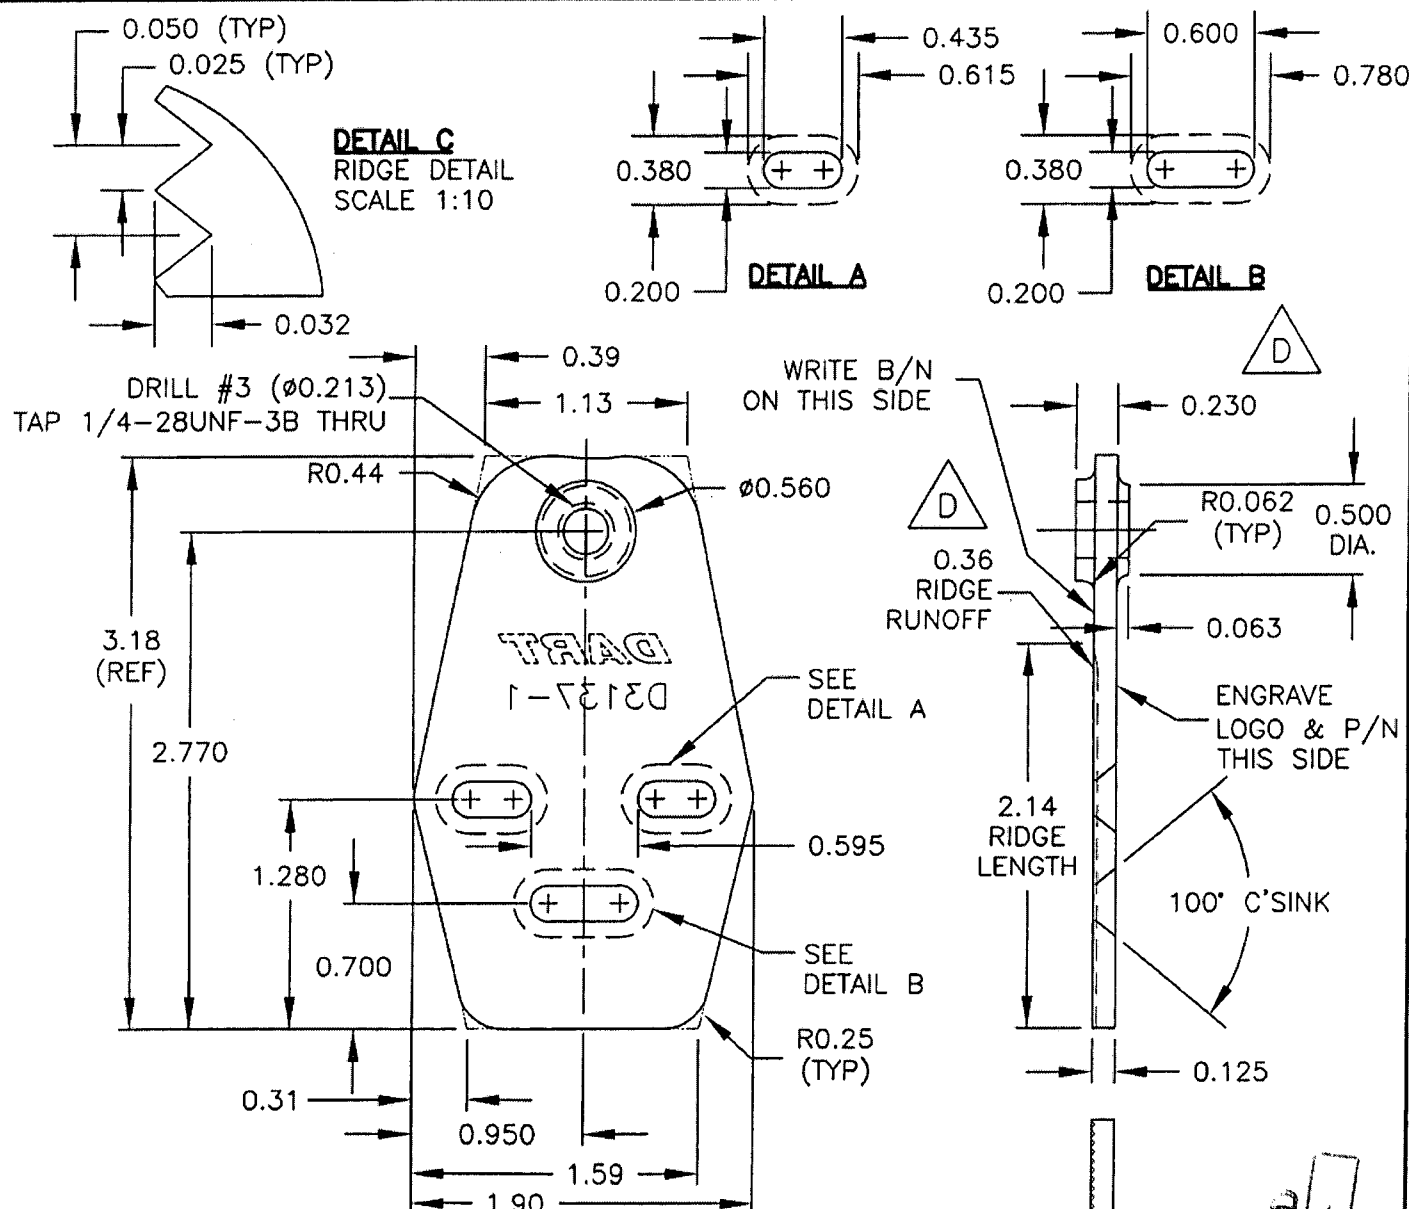 0.050 (TYP)
0.025 (TYP)
DETAIL C
RIDGE DETAIL
SCALE 1:10
0.032
0.435
0.615
0.380
0.200
DETAIL A
0.600
0.780
0.380
0.200
DETAIL B
D
0.39
DRILL #3 (ø0.213)
TAP 1/4-28UNF-3B THRU
1.13
R0.44
ø0.560
WRITE B/N
ON THIS SIDE
0.230
D
R0.062
(TYP)
0.500
DIA.
0.36
RIDGE
RUNOFF
0.063
3.18
(REF)
DART
D3137-1
2.770
SEE
DETAIL A
ENGRAVE
LOGO & P/N
THIS SIDE
2.14
RIDGE
LENGTH
0.595
1.280
100° C'SINK
0.700
SEE
DETAIL B
R0.25
(TYP)
0.125
0.31
0.950
1.59
1.90